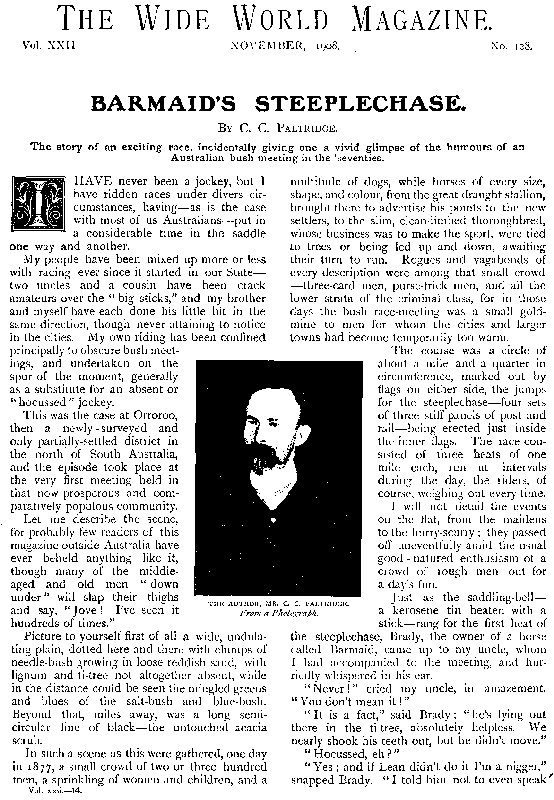 THE WIDE WORLD MAGAZINE.
VOL. XXII NOVEMBER, 1908. No. 128.
BARMAID'S STEEPLECHASE.
BY C. C. PALTRIDGE.
The story of an exciting race, incidentally giving one a vivid glimpse of the humours of an
Australian bush meeting in the 'seventies.
I HAVE never been a jockey, but I
have ridden races under divers cir-
cumstances, having—as is the case
with most of us Australians—put in
a considerable time in the saddle
one way and another.
My people have been mixed up more or less
with racing ever since it started in our State—
two uncles and a cousin have been crack
amateurs over the "big sticks," and my brother
and myself have each done his little bit in the
same direction, though never attaining to notice
in the cities. My own riding has been confined
principally to obscure bush meet-
ings, and undertaken on the
spur of the moment, generally
as a substitute for an absent or
"hocussed" jockey.
This was the case at Orroroo,
then a newly-surveyed and
only partially-settled district in
the north of South Australia,
and the episode took place at
the very first meeting held in
that now prosperous and com-
paratively populous community.
Let me describe the scene,
for probably few readers of this
magazine outside Australia have
ever beheld anything like it,
though many of the middle-
aged and old men "down
under" will slap their thighs
and say, "Jove! I've seen it
hundreds of times."
Picture to yourself first of all a wide, undula-
ting plain, dotted here and there with clumps of
needle-bush growing in loose reddish sand, with
lignum and ti-tree not altogether absent, while
in the distance could be seen the mingled greens
and blues of the salt-bush and blue-bush.
Beyond that, miles away, was a long semi-
circular line of black—the untouched acacia
scrub.
In such a scene as this were gathered, one day
in 1877, a small crowd of two or three hundred
men, a sprinkling of women and children, and a
Vol. xxii.—14.
multitude of dogs, while horses of every size,
shape, and colour, from the great draught stallion,
brought there to advertise his points to the new
settlers, to the slim, clean-limbed thoroughbred,
whose business was to make the sport, were tied
to trees or being led up and down, awaiting
their turn to run. Rogues and vagabonds of
every description were among that small crowd
—three-card men, purse-trick men, and all the
lower strata of the criminal class, for in those
days the bush race-meeting was a small gold-
mine to men for whom the cities and larger
towns had become temporarily too warm.
The course was a circle of
about a mile and a quarter in
circumference, marked out by
flags on either side, the jumps
for the steeplechase—four sets
of three stiff panels of post and
rail—being erected just inside
the inner flags. The race con-
sisted of three heats of one
mile each, run at intervals
during the day, the riders, of
course, weighing out every time.
I will not detail the events
on the flat, from the maidens
to the hurry-scurry; they passed
off uneventfully amid the usual
good-natured enthusiasm of a
crowd of rough men out for
a day's fun.
Just as the saddling-bell—
a kerosene tin beaten with a
stick—rang for the first heat of
the steeplechase, Brady, the owner of a horse
called Barmaid, came up to my uncle, whom
I had accompanied to the meeting, and hur-
riedly whispered in his ear.
"Never!" cried my uncle, in amazement.
"You don't mean it!"
"It is a fact," said Brady; "he's lying out
there in the ti-tree, absolutely helpless. We
nearly shook his teeth out, but he didn't move."
"Hocussed, eh?"
"Yes; and if Lean didn't do it I'm a nigger,"
snapped Brady. "I told him not to even speak
THE AUTHOR, MR. C. C. PALTRIDGE.
From a Photograph.